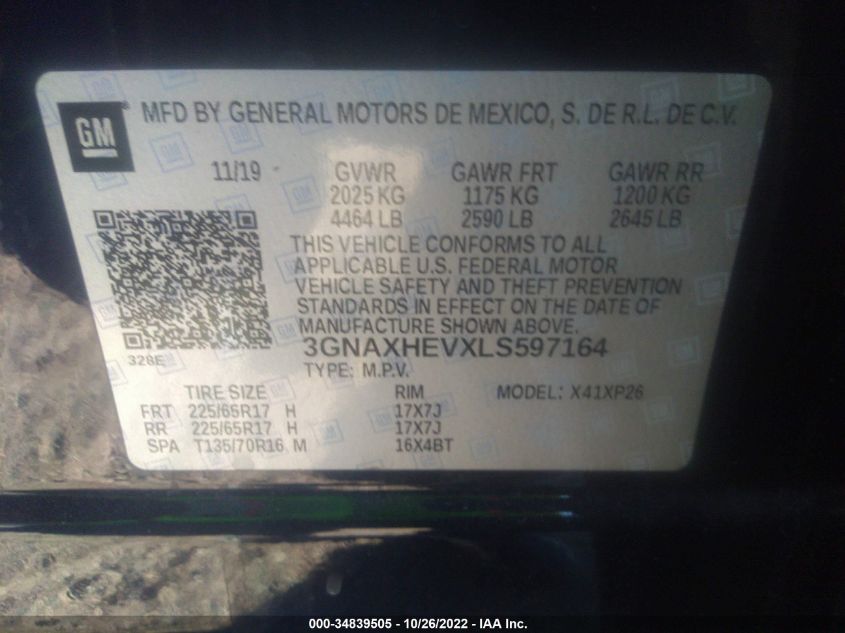 GM
MFD BY GENERAL MOTORS DE MEXICO, S. DE R.L. DE C.V.
11/19 GVWR GAWR FRT GAWR RR
2025 KG 1175 KG 1200 KG
4464 LB 2590 LB 2645 LB
THIS VEHICLE CONFORMS TO ALL
APPLICABLE U.S. FEDERAL MOTOR
VEHICLE SAFETY AND THEFT PREVENTION
STANDARDS IN EFFECT ON THE DATE OF
MANUFACTURE SHOWN ABOVE.
328E
3GNAXHEVXLS597164
TYPE: M.P.V.
TIRE SIZE RIM MODEL: X41XP26
FRT 225/65R17 H 17X7J
RR 225/65R17 H 17X7J
SPA T135/70R16 M 16X4BT
000-34839505 - 10/26/2022 - IAA Inc.